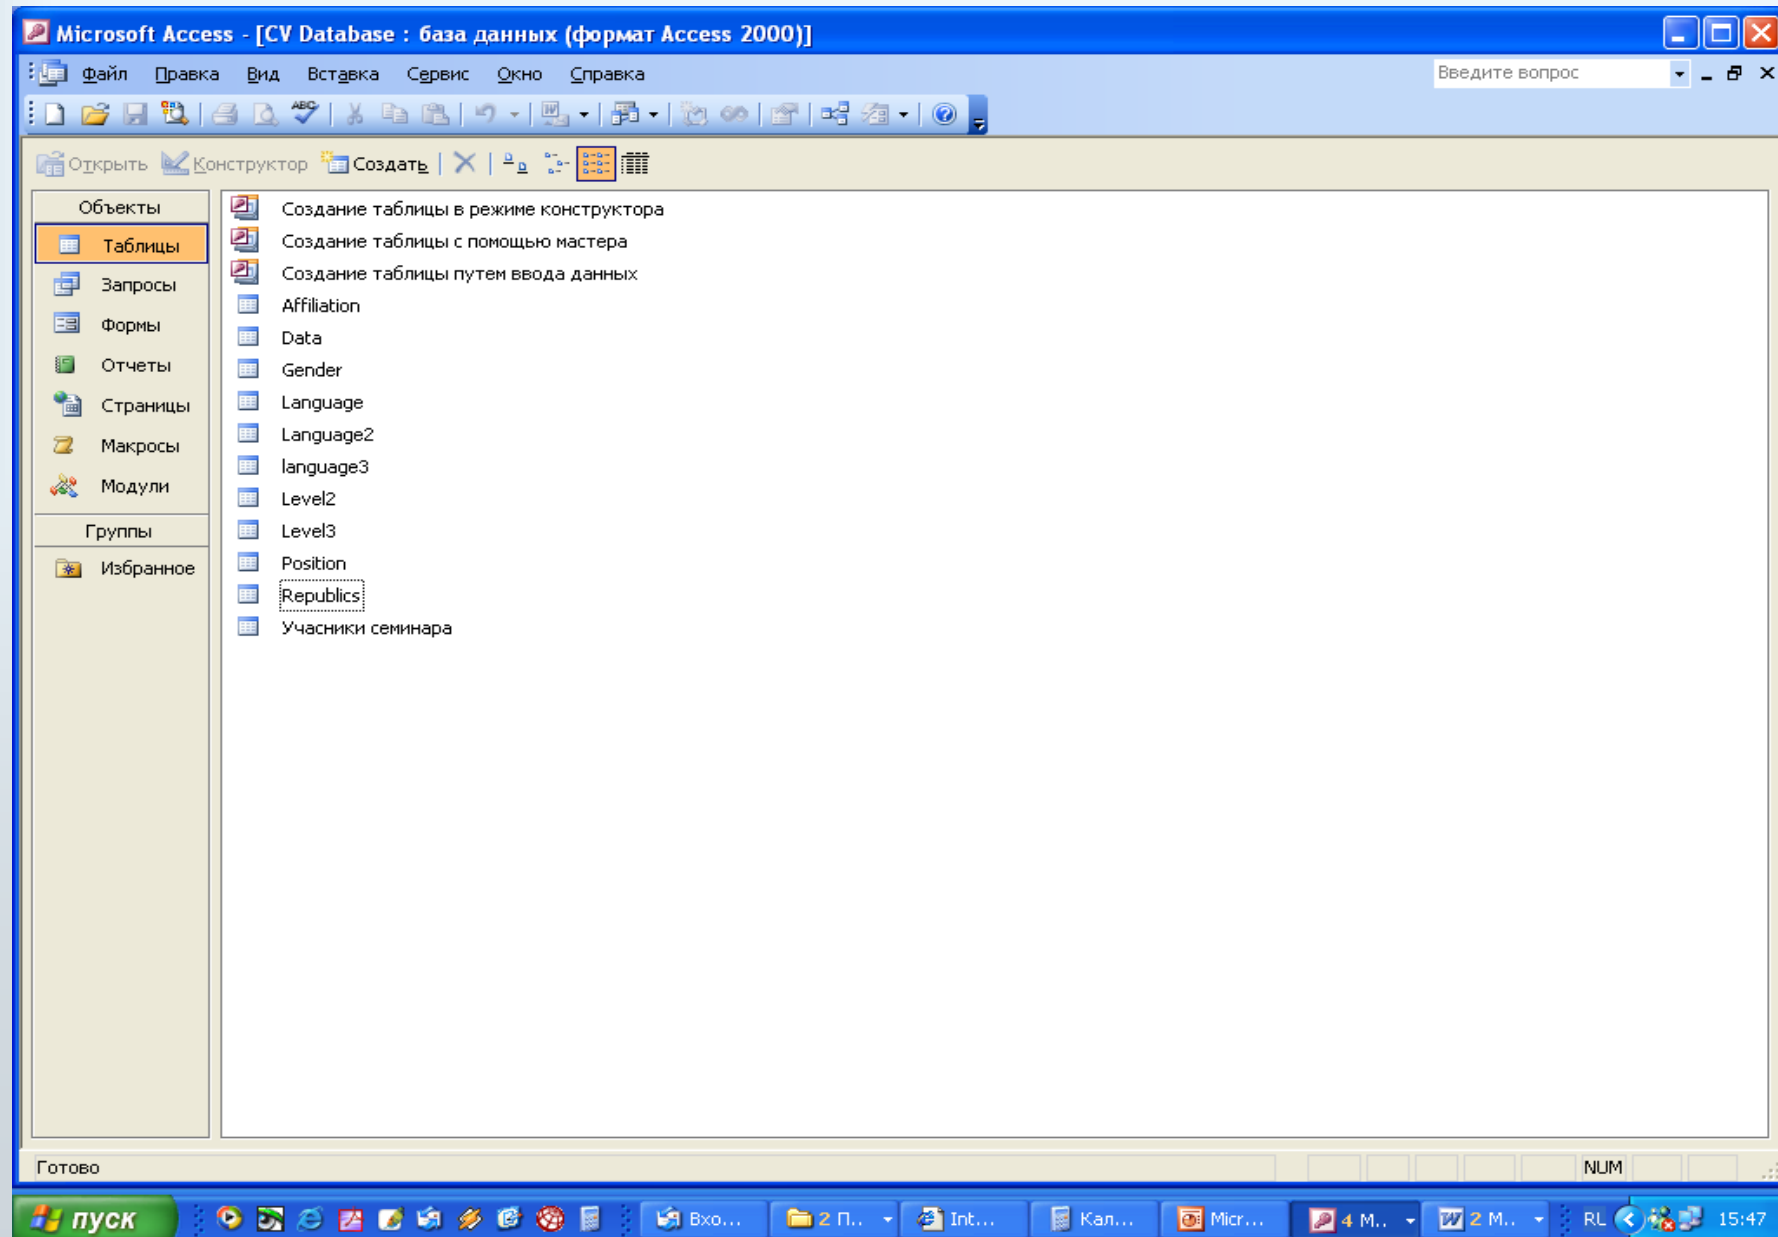 Microsoft Access - [CV Database : база данных (формат Access 2000)]
Файл Правка Вид Вставка Сервис Окно Справка Введите вопрос
Открыть Конструктор Создать
Объекты
Таблицы
Запросы
Формы
Отчеты
Страницы
Макросы
Модули
Группы
Избранное
Создание таблицы в режиме конструктора
Создание таблицы с помощью мастера
Создание таблицы путем ввода данных
Affiliation
Data
Gender
Language
Language2
language3
Level2
Level3
Position
Republics
Учасники семинара
Готово NUM
пуск Вхо... 2 П.. Int... Кал... Micr... 4 M.. 2 M.. RL 15:47